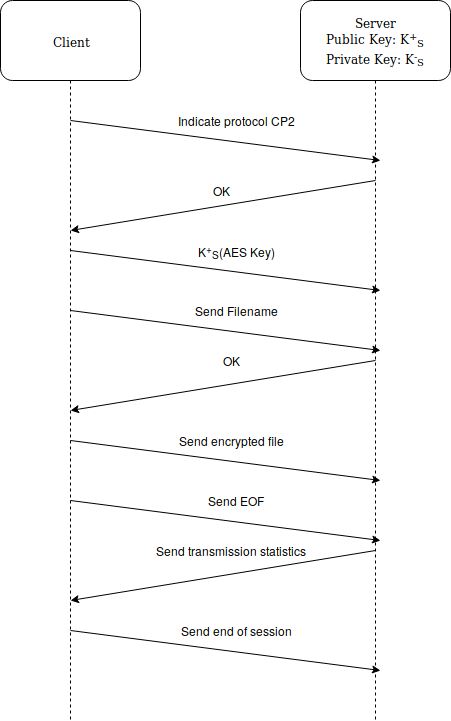 Client
Server
Public Key: K⁺S
Private Key: K⁻S
Indicate protocol CP2
OK
K⁺S(AES Key)
Send Filename
OK
Send encrypted file
Send EOF
Send transmission statistics
Send end of session